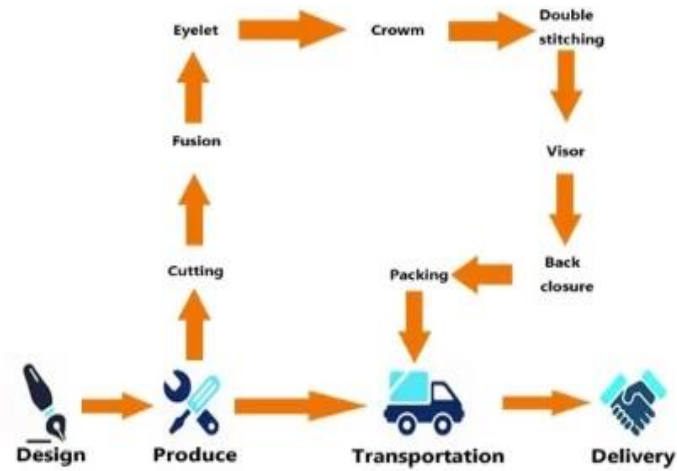 Double
Eyelet
Crowm
stitching
Fusion
Visor
Cutting
Packing
Back
closure
Design
Produce
Transportation
Delivery